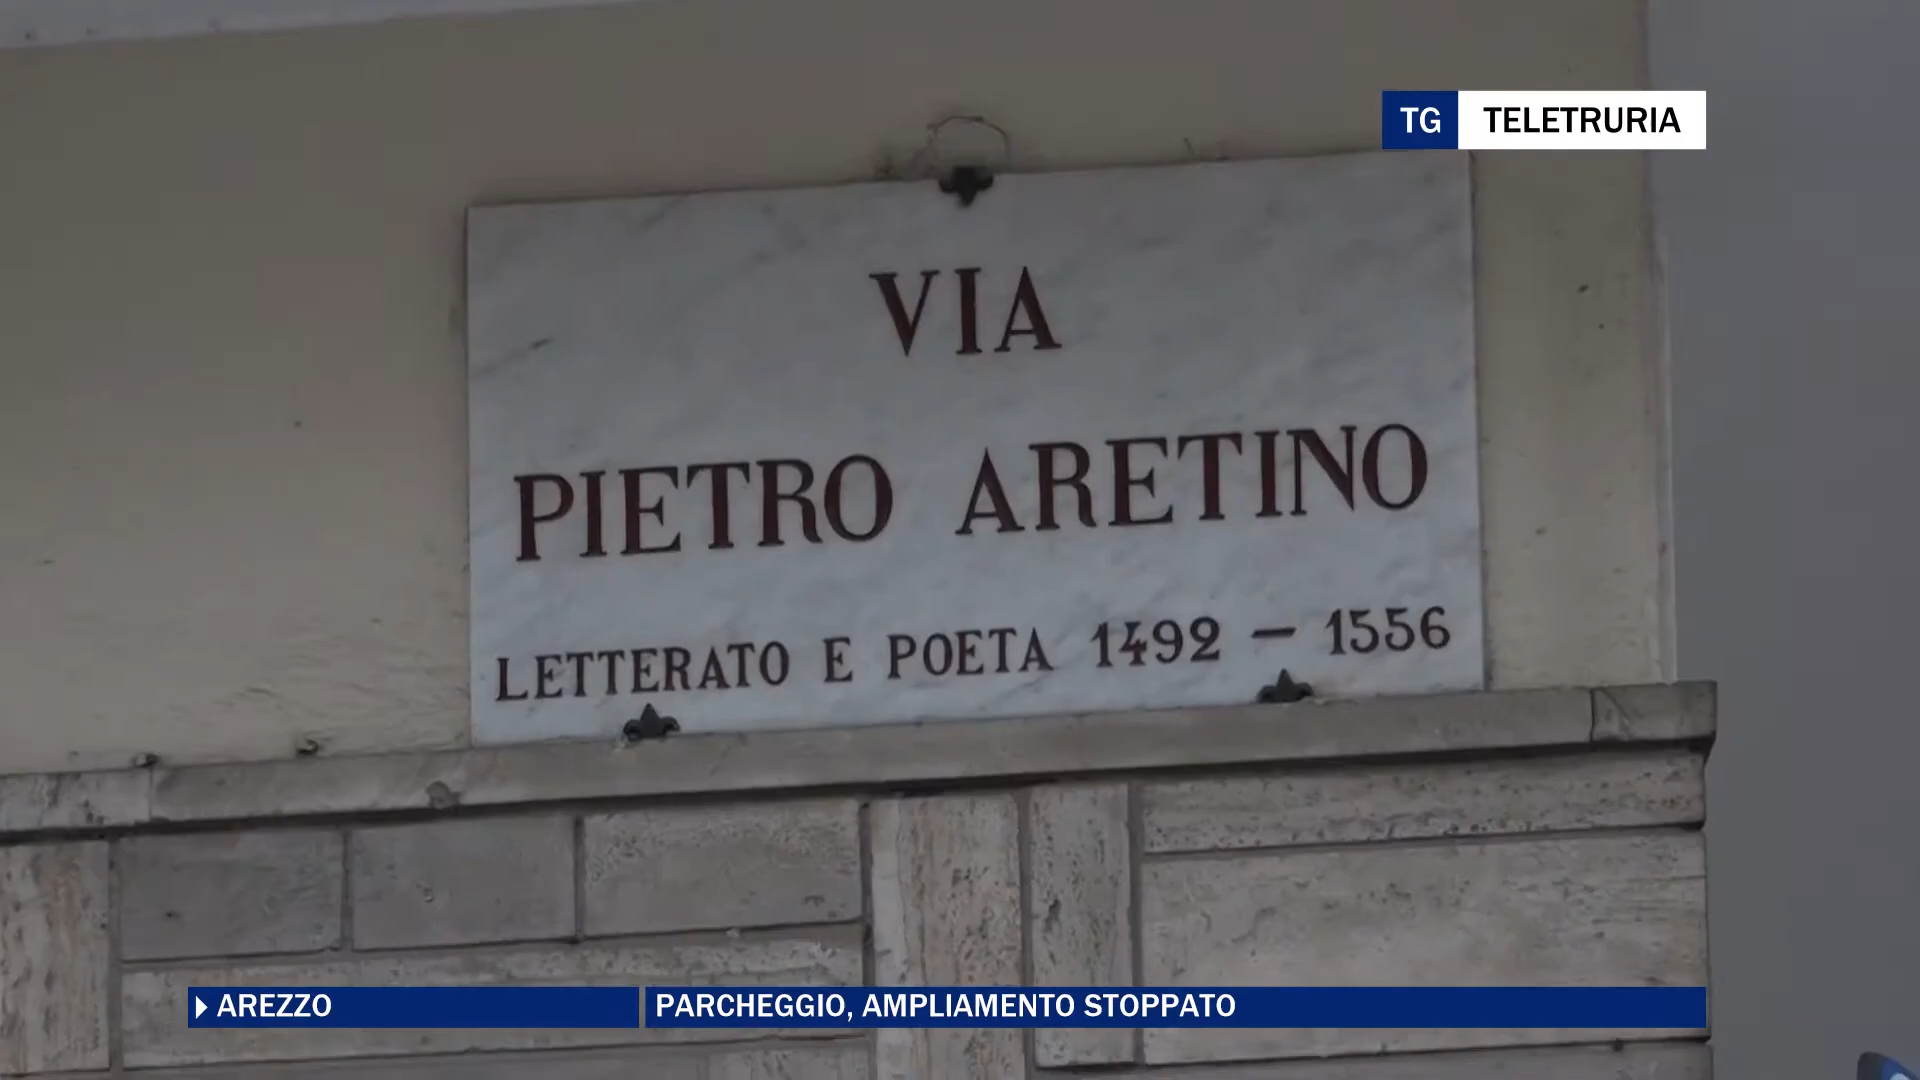 TG TELETRURIA
VIA
PIETRO ARETINO
LETTERATO E POETA 1492 - 1556
AREZZO
PARCHEGGIO, AMPLIAMENTO STOPPATO